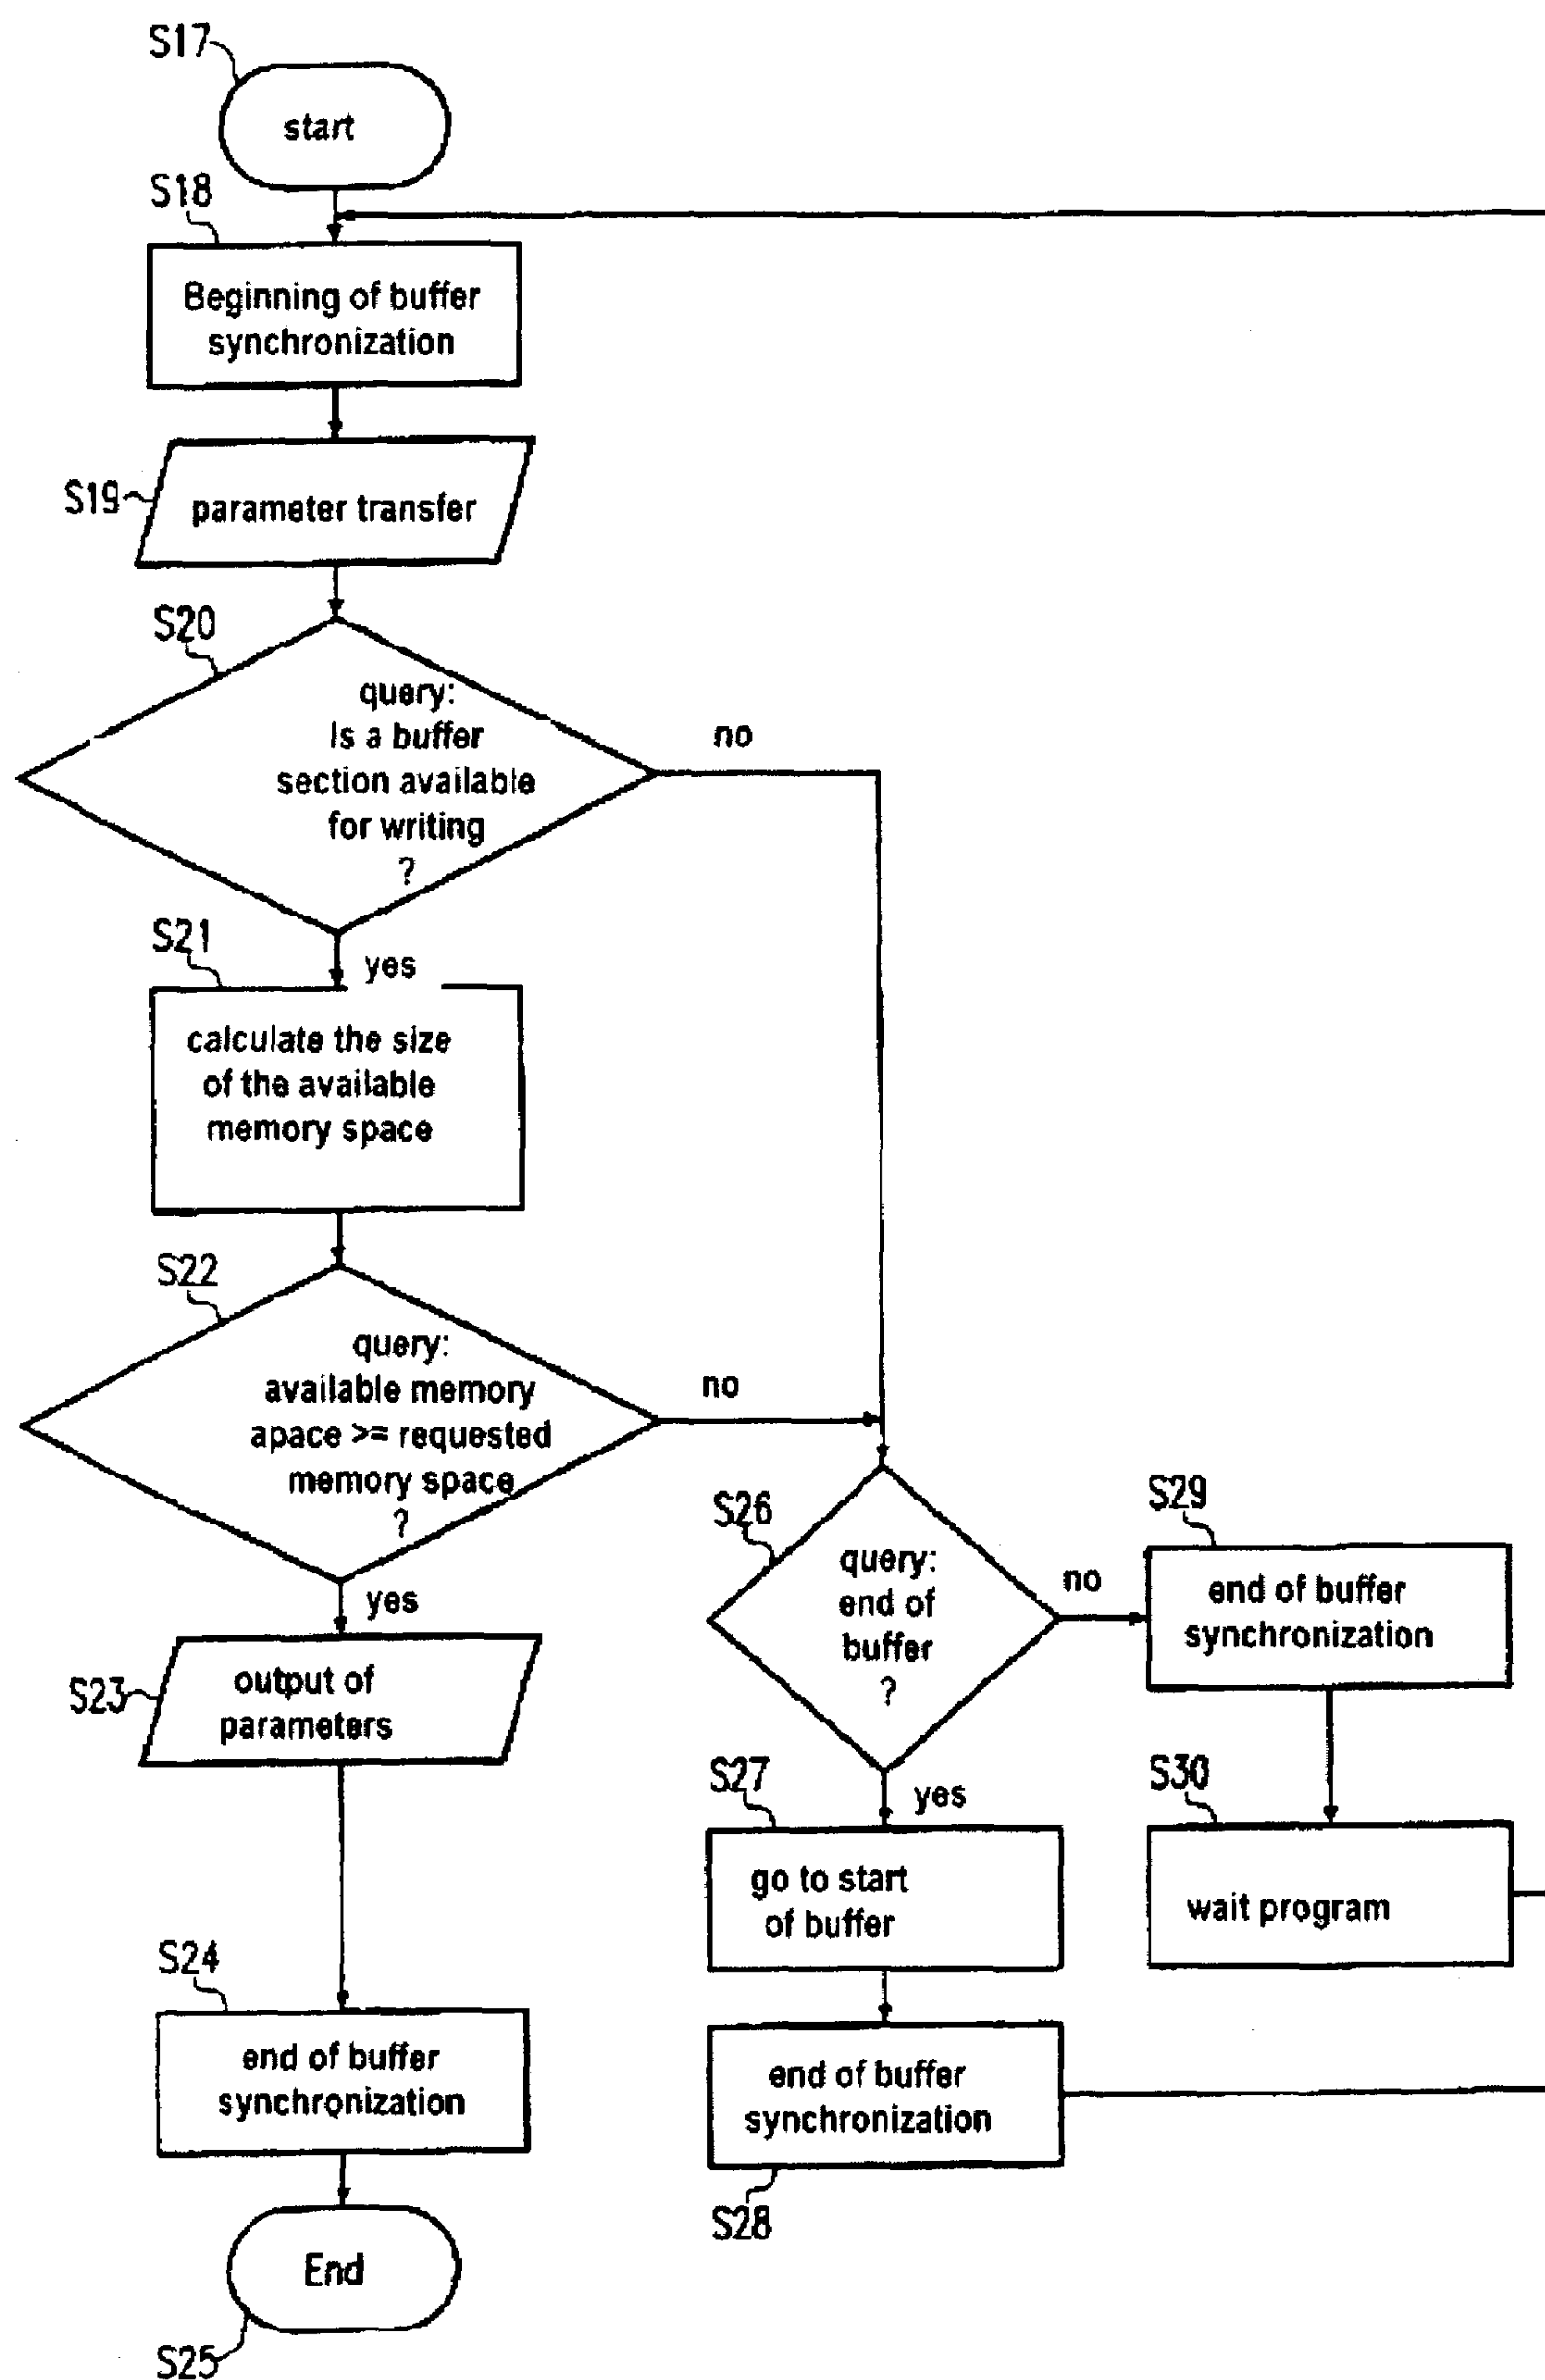 S17
start
S18
Beginning of buffer
synchronization
S19
parameter transfer
S20
query:
Is a buffer
section available
for writing
?
no
S21
yes
calculate the size
of the available
memory space
S22
query:
available memory
apace >= requested
memory space
?
no
yes
S23
output of
parameters
S24
end of buffer
synchronization
End
S25
S26
query:
end of
buffer
?
no
yes
S27
go to start
of buffer
end of buffer
synchronization
S28
S29
end of buffer
synchronization
S30
wait program